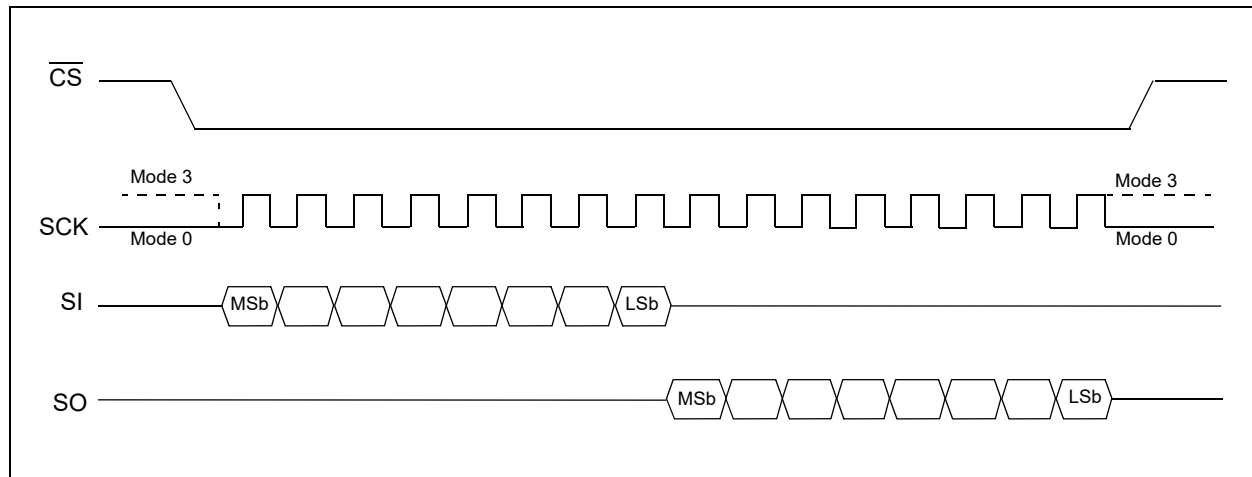 CS
Mode 3
Mode 3
SCK
Mode 0
Mode 0
SI
MSb
LSb
SO
MSb
LSb